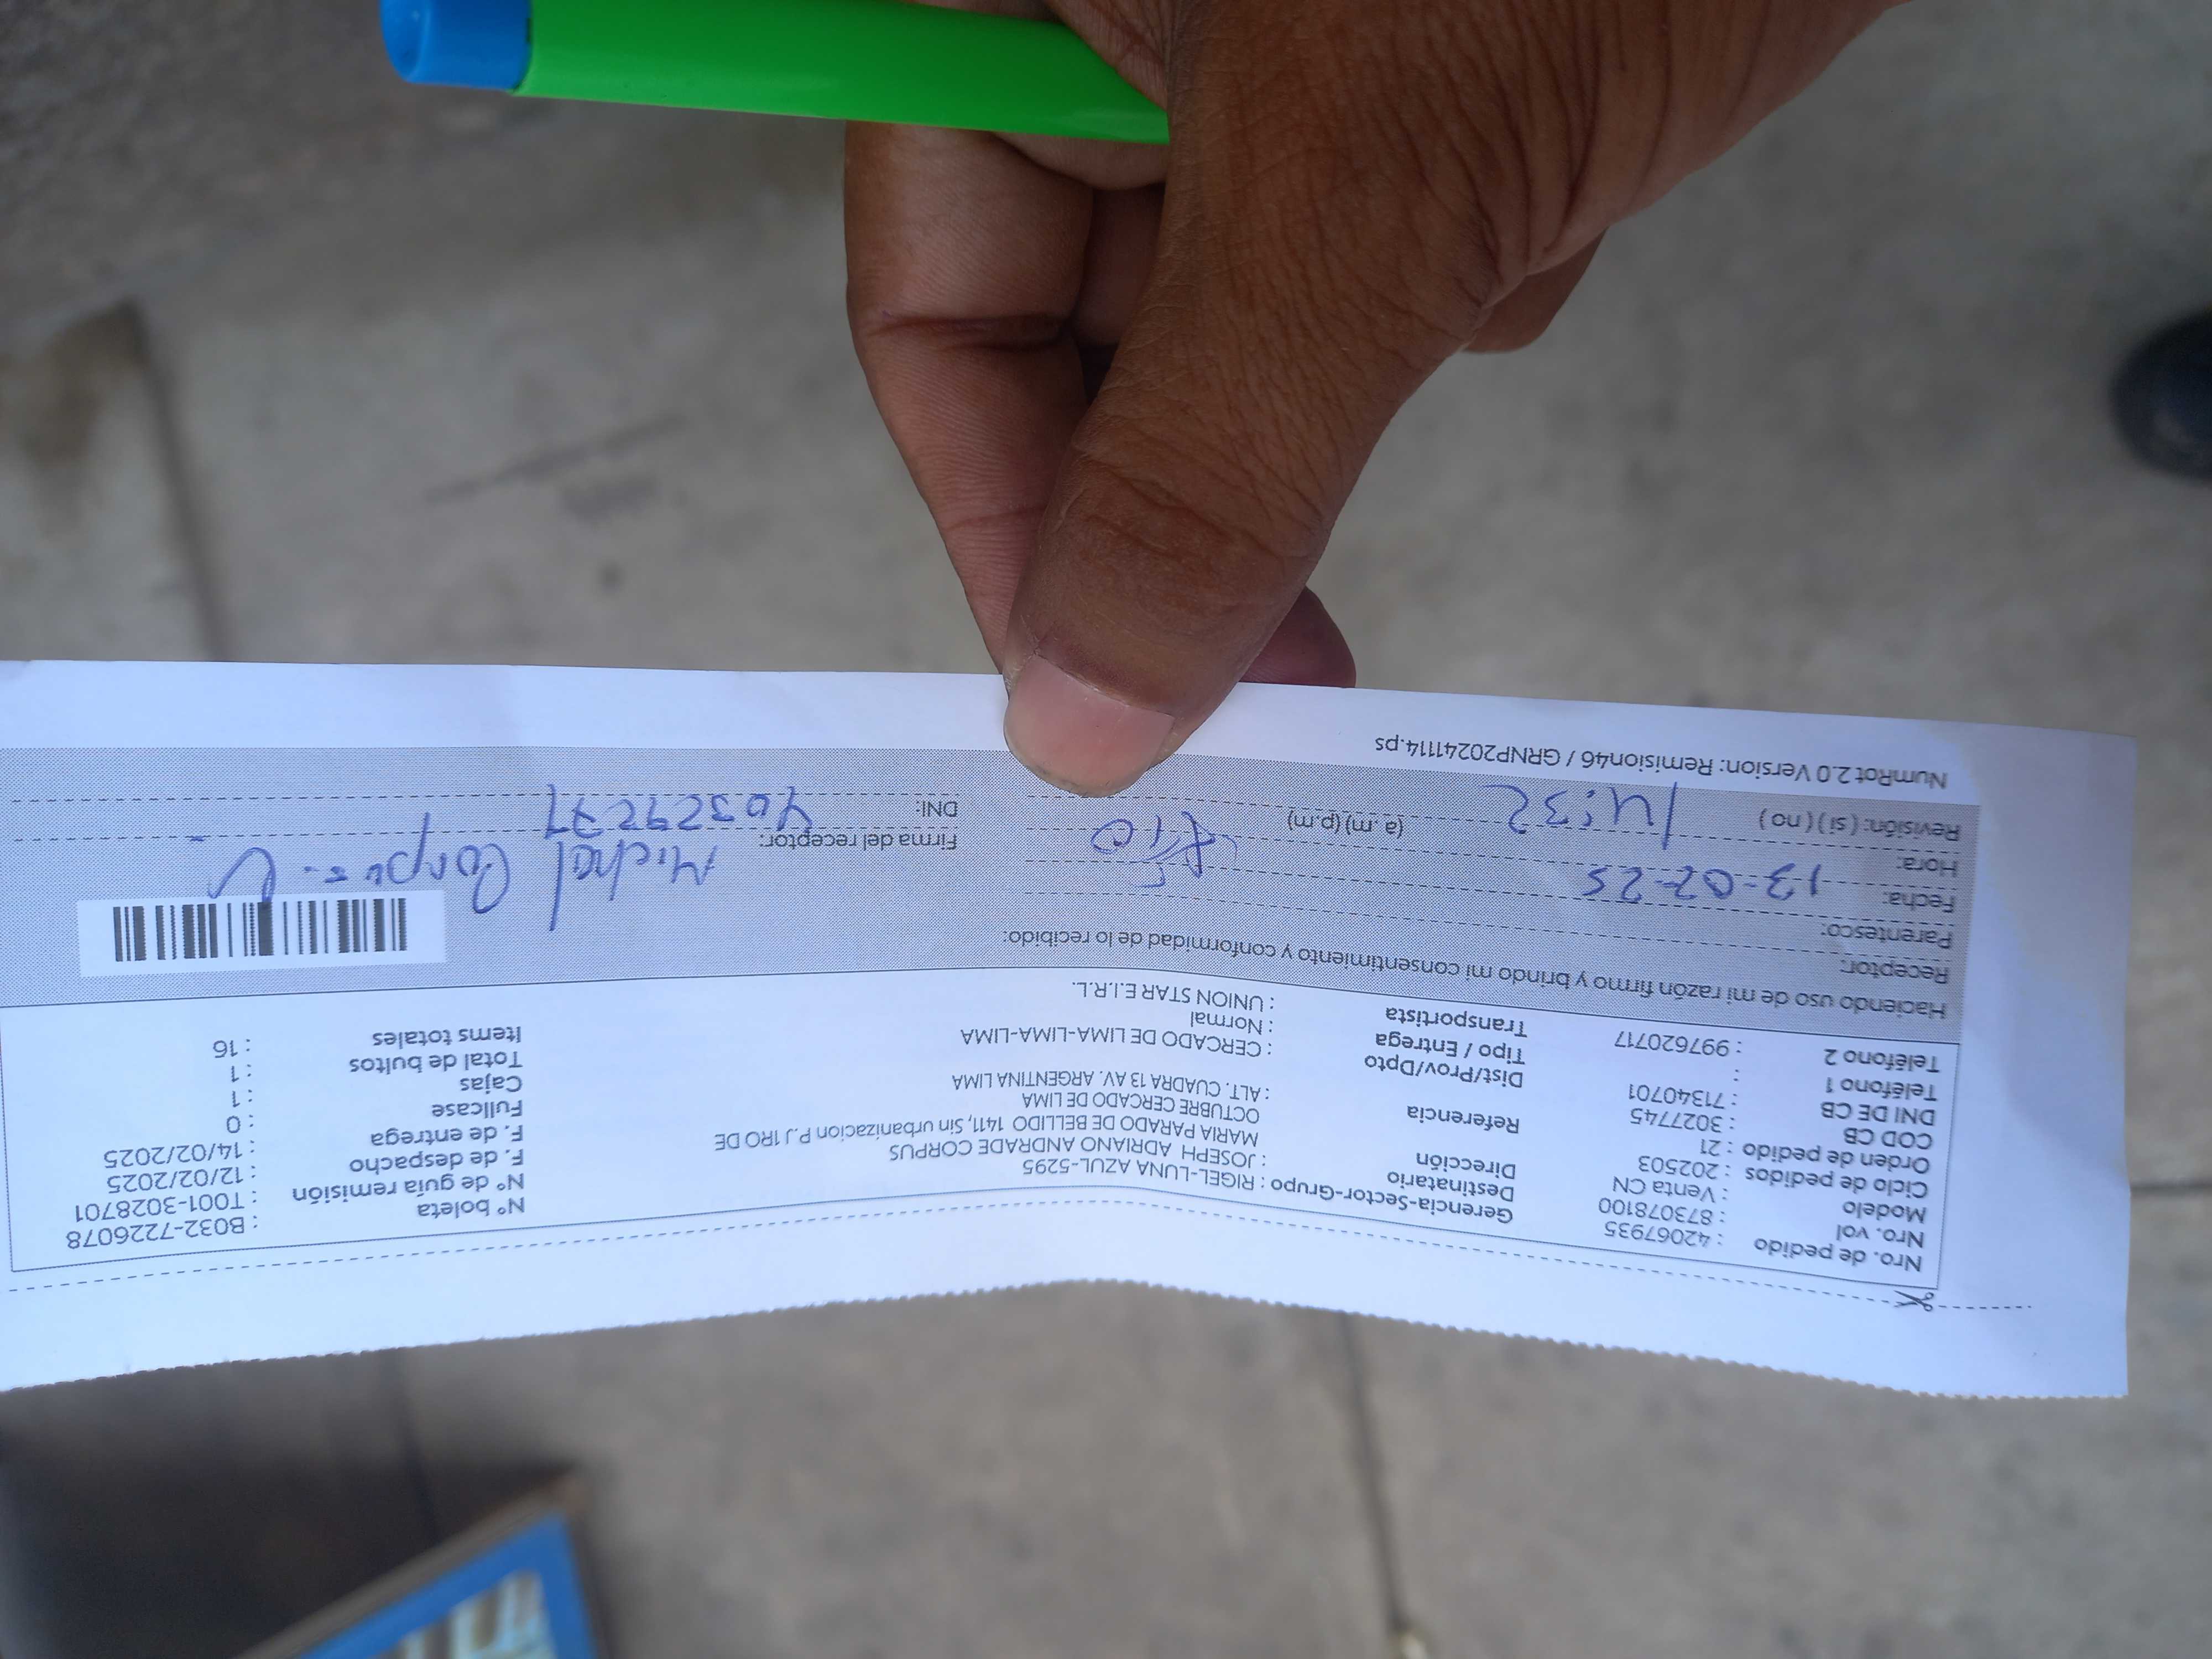 Nro. de pedido : 42067935
Nro. vol : 873078100
Modelo : Venta CN
Ciclo de pedidos : 202503
Orden de pedido : 21
COD CB : 3027745
DNI DE CB : 71340701
Teléfono 1 :
Teléfono 2 : 997620717
Gerencia-Sector-Grupo : RIGEL-LUNA AZUL-5295
Destinatario : JOSEPH ADRIANO ANDRADE CORPUS
Dirección MARIA PARADO DE BELLIDO 1411, Sin urbanizacion P.J 1RO DE
OCTUBRE CERCADO DE LIMA
Referencia : ALT. CUADRA 13 AV. ARGENTINA LIMA
Dist/Prov/Dpto : CERCADO DE LIMA-LIMA-LIMA
Tipo / Entrega : Normal
Transportista : UNION STAR E.I.R.L.
N° boleta : B032-7226078
N° de guía remisión : T001-3028701
F. de despacho : 12/02/2025
F. de entrega : 14/02/2025
Fullcase : 0
Cajas : 1
Total de bultos : 1
Items totales : 16
Haciendo uso de mi razón firmo y brindo mi consentimiento y conformidad de lo recibido:
Receptor:
Parentesco:
Fecha: 13-02-25
Hora: (a.m) (p.m)
Revisión: ( si ) ( no )
Firma del receptor: Michel Corpus
DNI: 40329271
NumRot 2.0 Version: Remision46 / GRNP20241114.ps